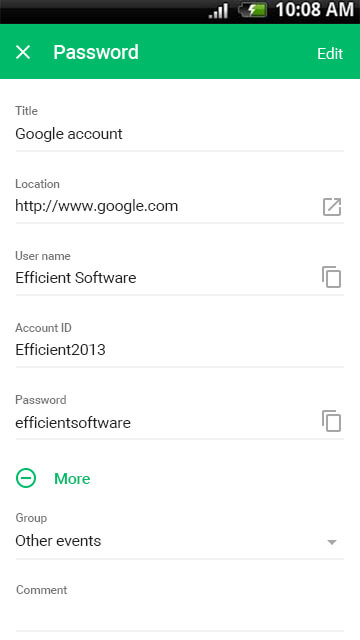 10:08 AM
Password
Edit
Title
Google account
Location
http://www.google.com
User name
Efficient Software
Account ID
Efficient2013
Password
efficientsoftware
More
Group
Other events
Comment